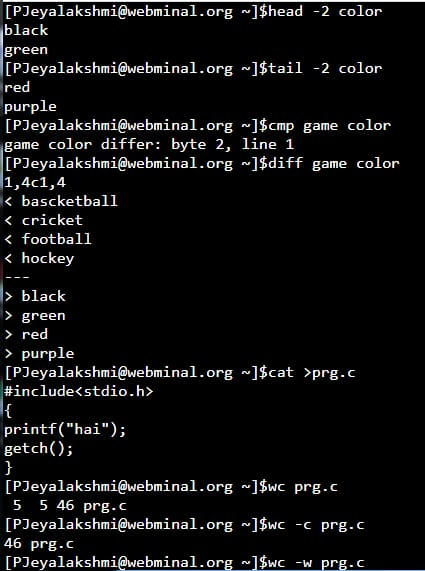 [PJeyalakshmi@webminal.org ~]$head -2 color
black
green
[PJeyalakshmi@webminal.org ~]$tail -2 color
red
purple
[PJeyalakshmi@webminal.org ~]$cmp game color
game color differ: byte 2, line 1
[PJeyalakshmi@webminal.org ~]$diff game color
1,4c1,4
< bascketball
< cricket
< football
< hockey
---
> black
> green
> red
> purple
[PJeyalakshmi@webminal.org ~]$cat >prg.c
#include<stdio.h>
{
printf("hai");
getch();
}
[PJeyalakshmi@webminal.org ~]$wc prg.c
 5  5 46 prg.c
[PJeyalakshmi@webminal.org ~]$wc -c prg.c
46 prg.c
[PJeyalakshmi@webminal.org ~]$wc -w prg.c